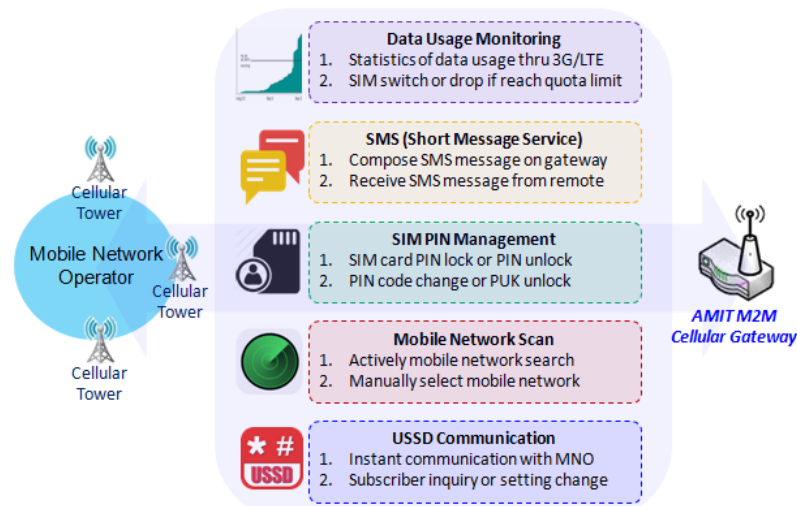 Data Usage Monitoring
1. Statistics of data usage thru 3G/LTE
2. SIM switch or drop if reach quota limit
SMS (Short Message Service)
1. Compose SMS message on gateway
2. Receive SMS message from remote
Cellular
Tower
Mobile Network
Operator
Cellular
Tower
Cellular
Tower
SIM PIN Management
1. SIM card PIN lock or PIN unlock
2. PIN code change or PUK unlock
AMIT M2M
Cellular Gateway
Mobile Network Scan
1. Actively mobile network search
2. Manually select mobile network
* #
USSD
USSD Communication
1. Instant communication with MNO
2. Subscriber inquiry or setting change